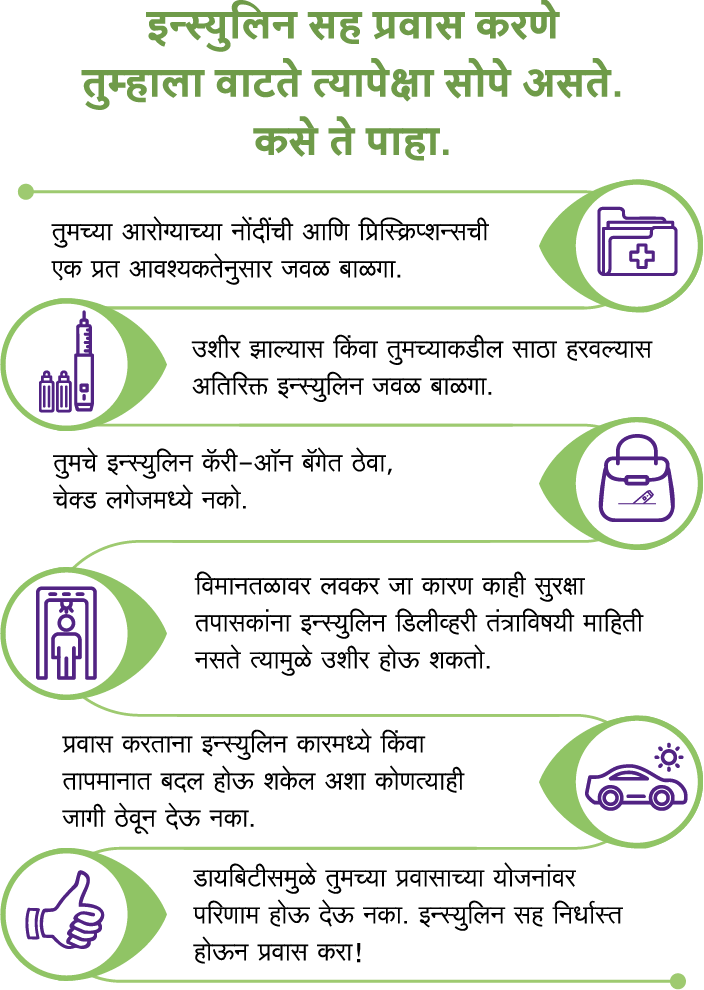 इन्स्युलिन सह प्रवास करणे
तुम्हाला वाटते त्यापेक्षा सोपे असते.
कसे ते पाहा.
तुमच्या आरोग्याच्या नोंदींची आणि प्रिस्क्रिप्शन्सची
एक प्रत आवश्यकतेनुसार जवळ बाळगा.
उशीर झाल्यास किंवा तुमच्याकडील साठा हरवल्यास
अतिरिक्त इन्स्युलिन जवळ बाळगा.
तुमचे इन्स्युलिन कॅरी-ऑन बॅगेत ठेवा,
चेक्ड लगेजमध्ये नको.
विमानतळावर लवकर जा कारण काही सुरक्षा
तपासकांना इन्स्युलिन डिलीव्हरी तंत्राविषयी माहिती
नसते त्यामुळे उशीर होऊ शकतो.
प्रवास करताना इन्स्युलिन कारमध्ये किंवा
तापमानात बदल होऊ शकेल अशा कोणत्याही
जागी ठेवून देऊ नका.
डायबिटीसमुळे तुमच्या प्रवासाच्या योजनांवर
परिणाम होऊ देऊ नका. इन्स्युलिन सह निर्धास्त
होऊन प्रवास करा!